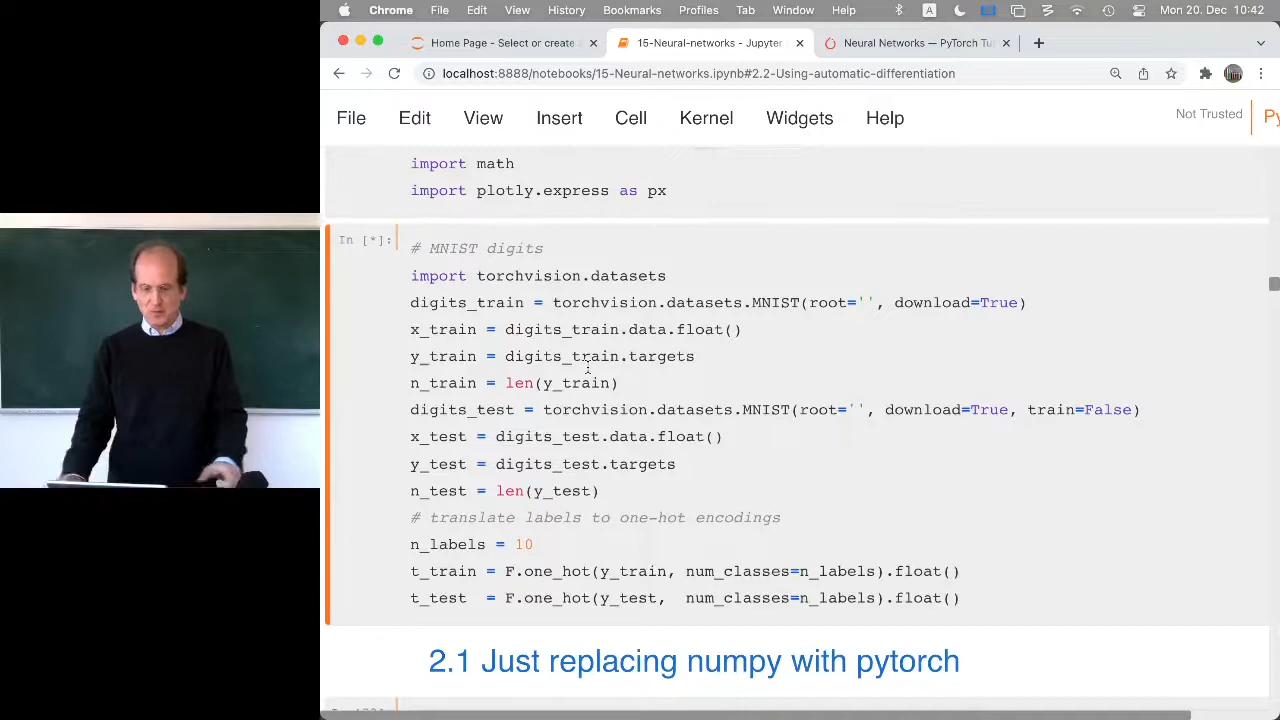 Chrome File Edit View History Bookmarks Profiles Tab Window Help A Mon 20. Dec 10:42
Home Page - Select or create a × 15-Neural-networks - Jupyter × Neural Networks — PyTorch Tu × +
localhost:8888/notebooks/15-Neural-networks.ipynb#2.2-Using-automatic-differentiation
File Edit View Insert Cell Kernel Widgets Help Not Trusted Py
import math
import plotly.express as px
In [*]:
# MNIST digits
import torchvision.datasets
digits_train = torchvision.datasets.MNIST(root='', download=True)
x_train = digits_train.data.float()
y_train = digits_train.targets
n_train = len(y_train)
digits_test = torchvision.datasets.MNIST(root='', download=True, train=False)
x_test = digits_test.data.float()
y_test = digits_test.targets
n_test = len(y_test)
# translate labels to one-hot encodings
n_labels = 10
t_train = F.one_hot(y_train, num_classes=n_labels).float()
t_test  = F.one_hot(y_test,  num_classes=n_labels).float()
2.1 Just replacing numpy with pytorch